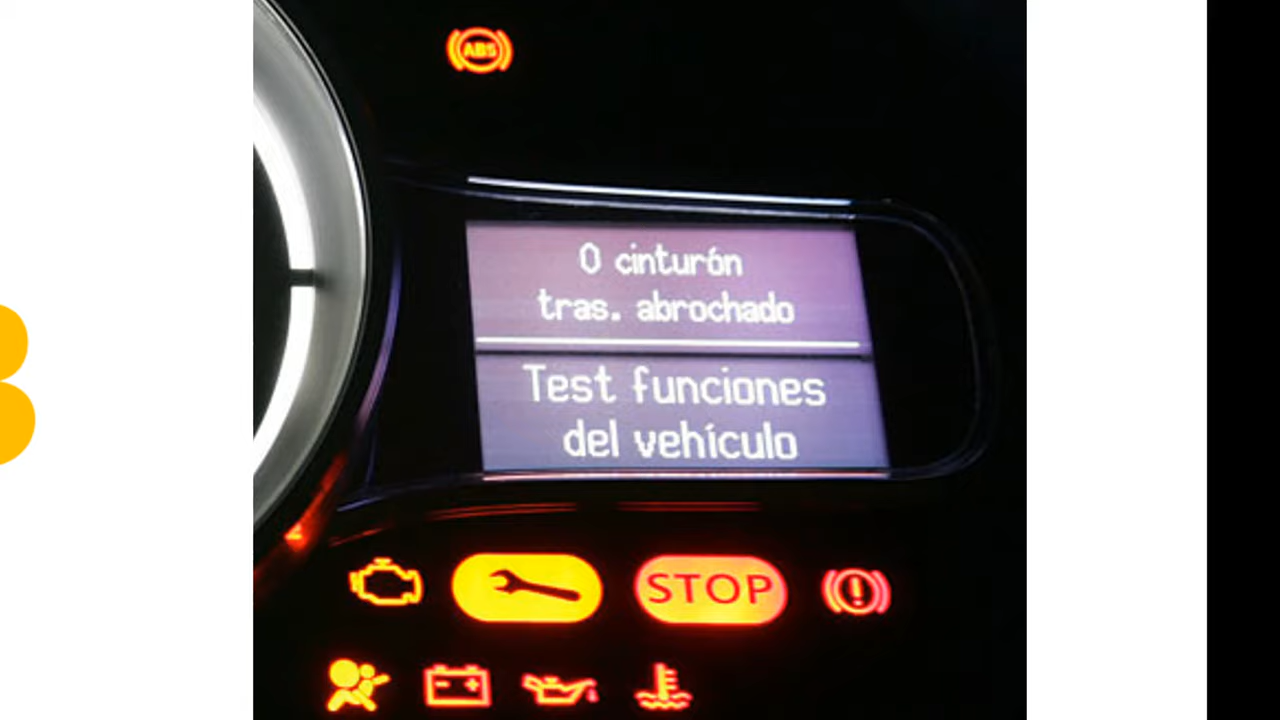 ABS
0 cinturón
tras. abrochado
Test funciones
del vehículo
STOP